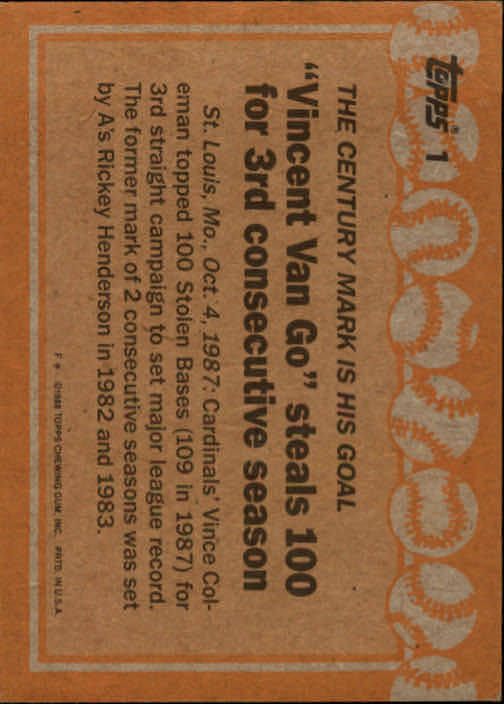 topps® 1
THE CENTURY MARK IS HIS GOAL
“Vincent Van Go” steals 100
for 3rd consecutive season
St. Louis, Mo., Oct. 4, 1987: Cardinals' Vince Col-
eman topped 100 Stolen Bases (109 in 1987) for
3rd straight campaign to set major league record.
The former mark of 2 consecutive seasons was set
by A's Rickey Henderson in 1982 and 1983.
©1988 TOPPS CHEWING GUM, INC. PRTD. IN U.S.A.